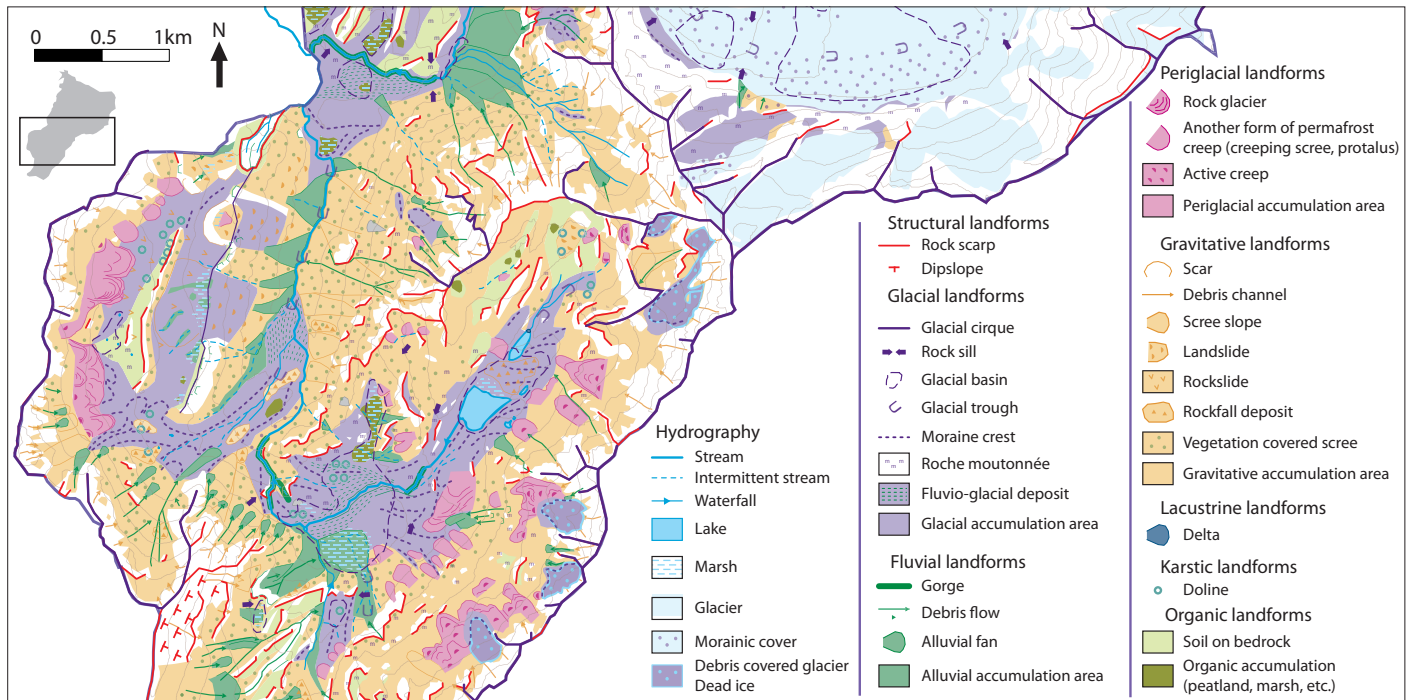 0 0.5 1km
N
Hydrography
Stream
Intermittent stream
Waterfall
Lake
Marsh
Glacier
Morainic cover
Debris covered glacier
Dead ice
Structural landforms
Rock scarp
Dipslope
Glacial landforms
Glacial cirque
Rock sill
Glacial basin
Glacial trough
Moraine crest
Roche moutonnée
Fluvio-glacial deposit
Glacial accumulation area
Fluvial landforms
Gorge
Debris flow
Alluvial fan
Alluvial accumulation area
Periglacial landforms
Rock glacier
Another form of permafrost
creep (creeping scree, protalus)
Active creep
Periglacial accumulation area
Gravitative landforms
Scar
Debris channel
Scree slope
Landslide
Rockslide
Rockfall deposit
Vegetation covered scree
Gravitative accumulation area
Lacustrine landforms
Delta
Karstic landforms
Doline
Organic landforms
Soil on bedrock
Organic accumulation
(peatland, marsh, etc.)